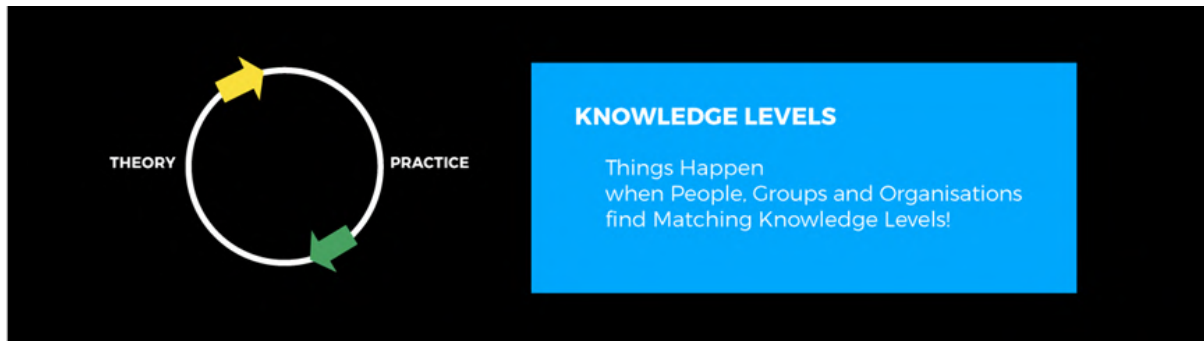 THEORY
PRACTICE
KNOWLEDGE LEVELS
Things Happen
when People, Groups and Organisations
find Matching Knowledge Levels!